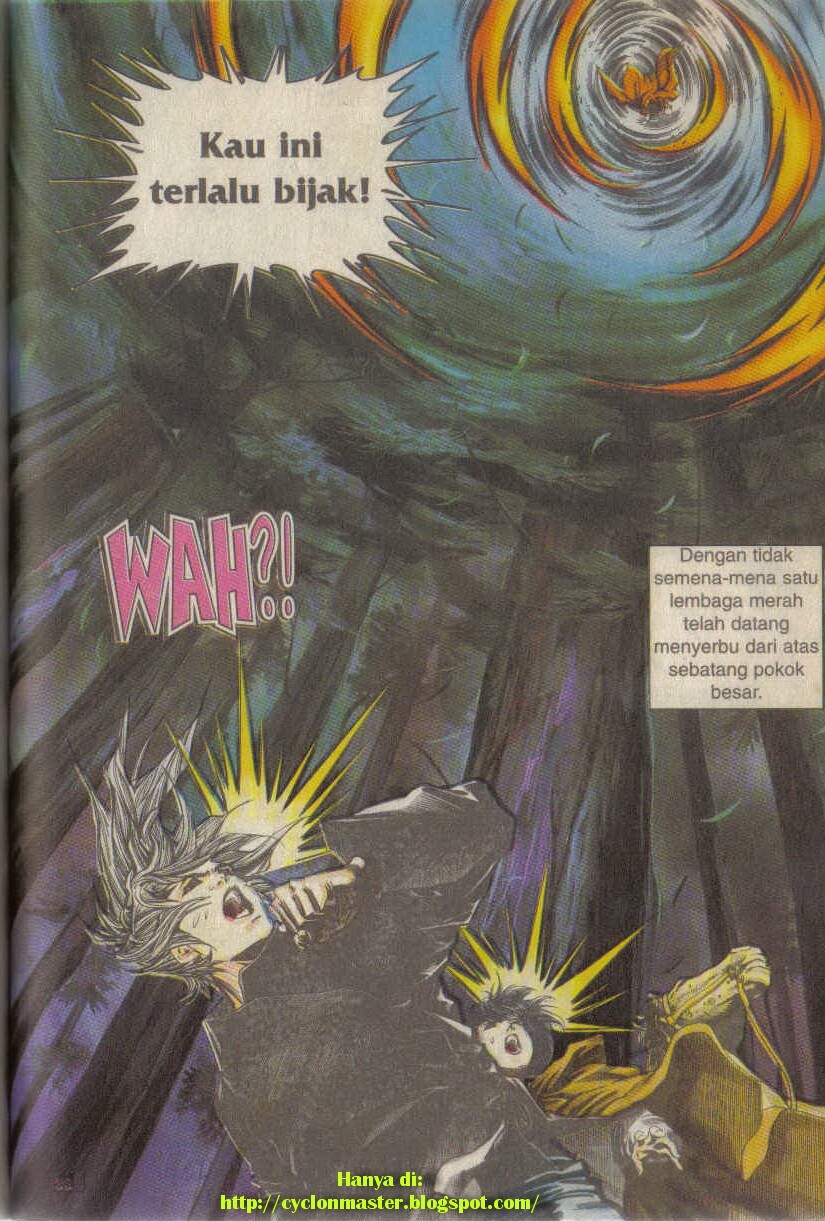 Kau ini
terlalu bijak!
WAH?!
Dengan tidak
semena-mena satu
lembaga merah
telah datang
menyerbu dari atas
sebatang pokok
besar.
Hanya di:
http://cyclonmaster.blogspot.com/